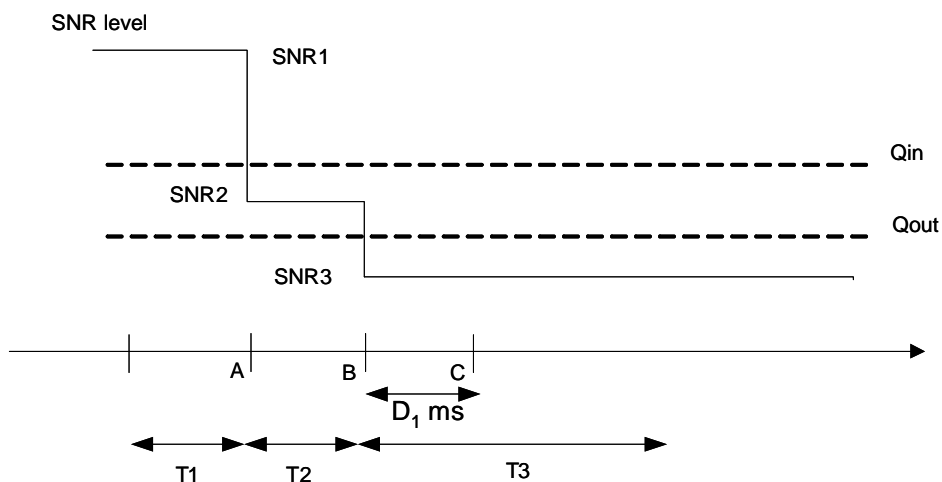 SNR level
SNR1
Qin
SNR2
Qout
SNR3
A
B
C
D1 ms
T1
T2
T3